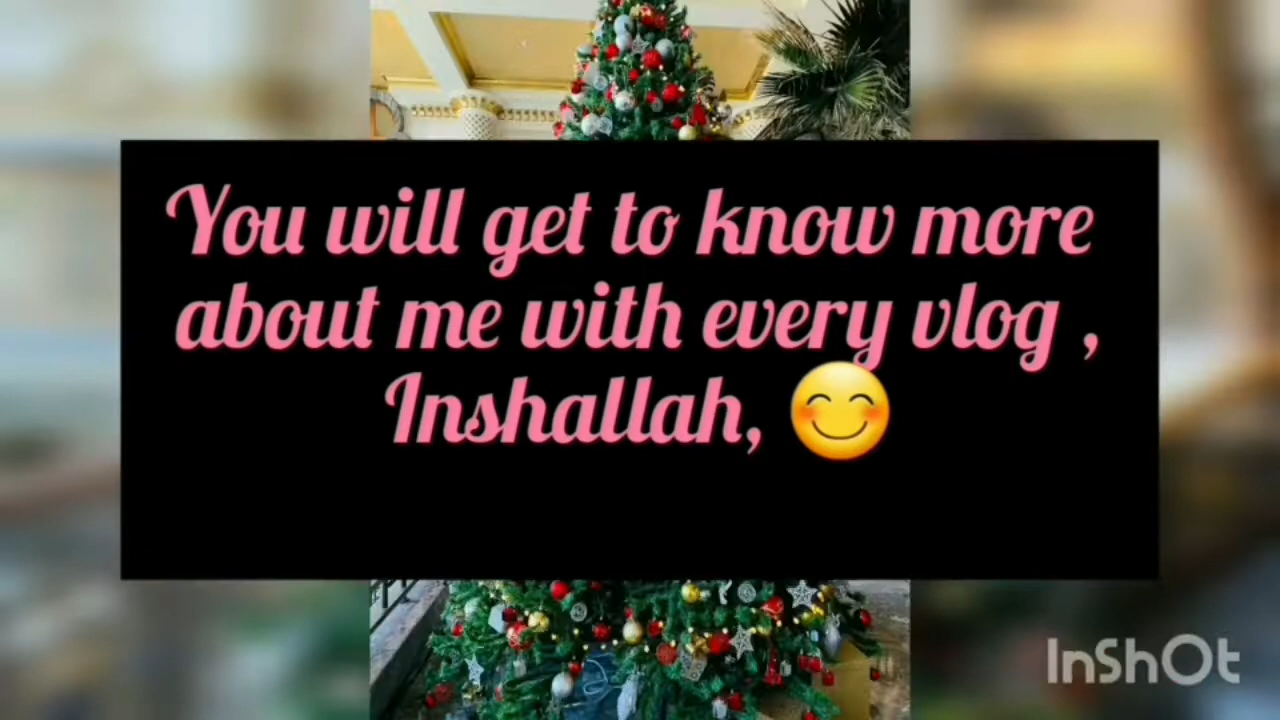 You will get to know more
about me with every vlog ,
Inshallah, 😊
InShOt